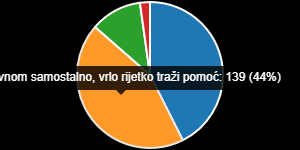 vnom samostalno, vrlo rijetko traži pomoć: 139 (44%)